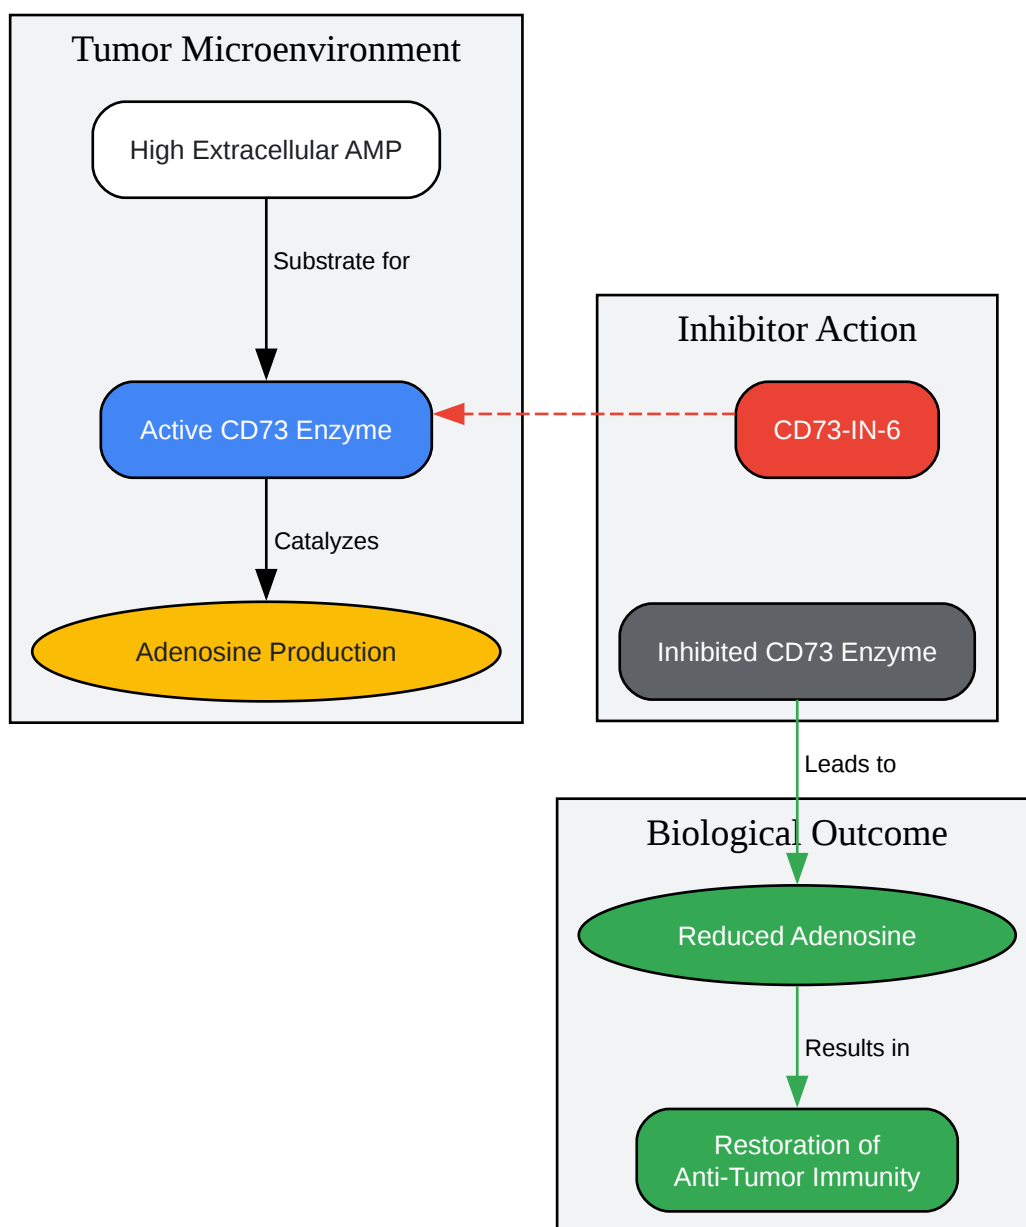 Tumor Microenvironment
High Extracellular AMP
Substrate for
Active CD73 Enzyme
Catalyzes
Adenosine Production
Inhibitor Action
CD73-IN-6
Inhibited CD73 Enzyme
Leads to
Biological Outcome
Reduced Adenosine
Results in
Restoration of
Anti-Tumor Immunity